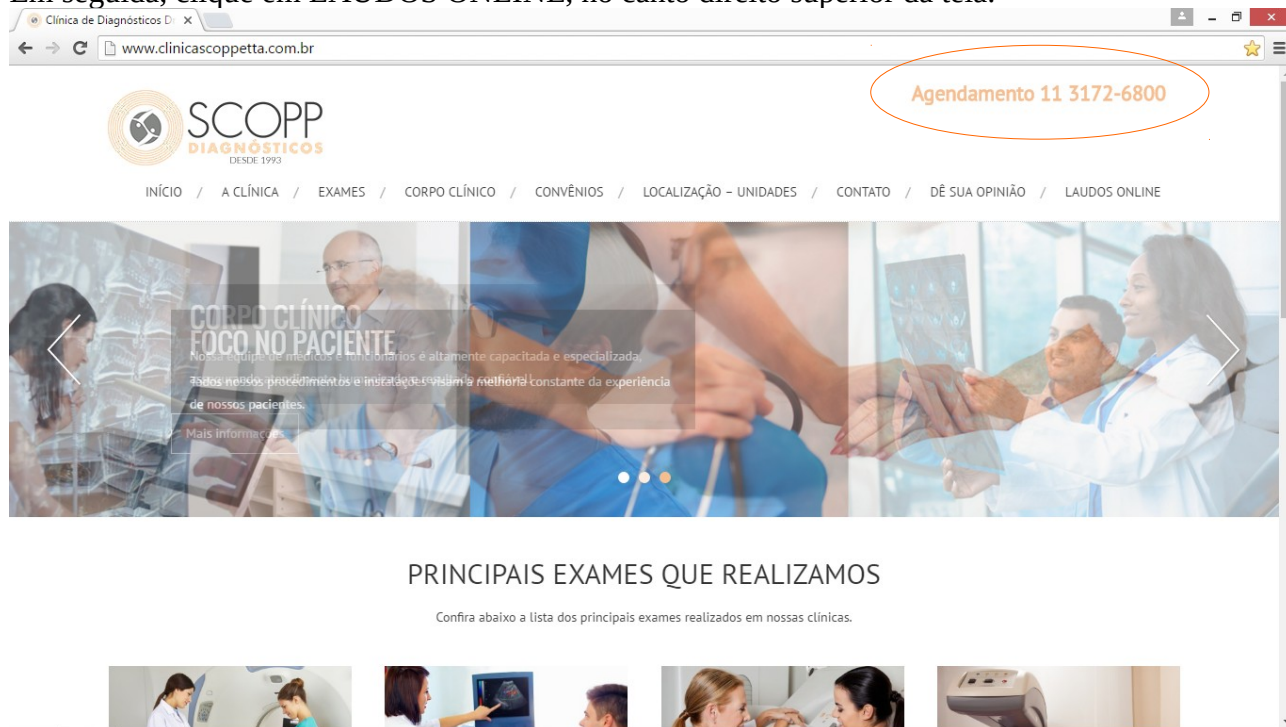 Em seguida, clique em LAUDOS ONLINE, no canto direito superior da tela.
Clínica de Diagnósticos Dr
www.clinicascoppetta.com.br
Agendamento 11 3172-6800
SCOPP
DIAGNÓSTICOS
DESDE 1993
INÍCIO / A CLÍNICA / EXAMES / CORPO CLÍNICO / CONVÊNIOS / LOCALIZAÇÃO – UNIDADES / CONTATO / DÊ SUA OPINIÃO / LAUDOS ONLINE
CORPO CLÍNICO
FOCO NO PACIENTE
Nossa equipe de médicos e funcionários é altamente capacitada e especializada,
Todos nossos procedimentos e instalações visam a melhoria constante da experiência
de nossos pacientes.
Mais informações
PRINCIPAIS EXAMES QUE REALIZAMOS
Confira abaixo a lista dos principais exames realizados em nossas clínicas.